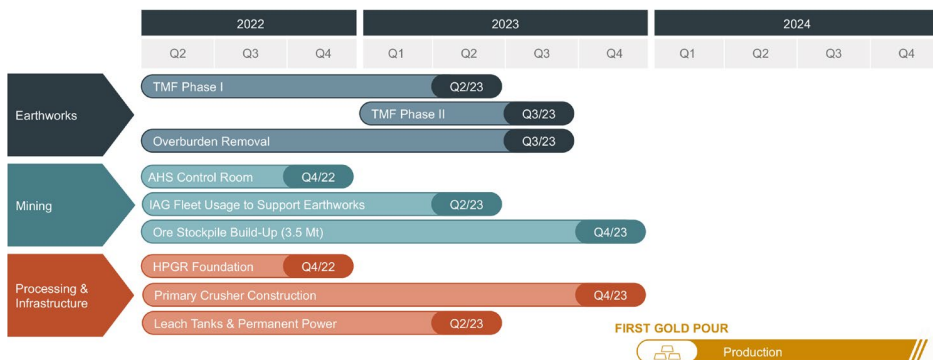 2022 2023 2024
Q2 Q3 Q4 Q1 Q2 Q3 Q4 Q1 Q2 Q3 Q4
Earthworks
TMF Phase I Q2/23
TMF Phase II Q3/23
Overburden Removal Q3/23
Mining
AHS Control Room Q4/22
IAG Fleet Usage to Support Earthworks Q2/23
Ore Stockpile Build-Up (3.5 Mt) Q4/23
Processing &
Infrastructure
HPGR Foundation Q4/22
Primary Crusher Construction Q4/23
Leach Tanks & Permanent Power Q2/23
FIRST GOLD POUR
Production